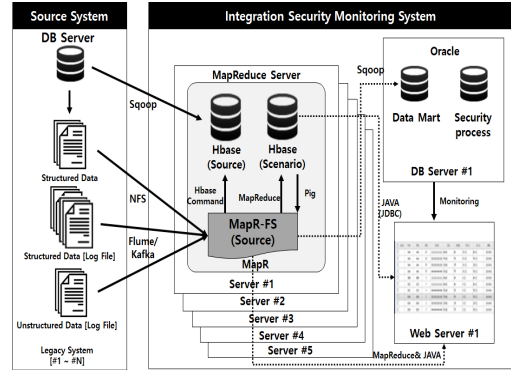 Source System
DB Server
Structured Data
Structured Data [Log File]
Unstructured Data [Log File]
Legacy System
[#1 ~ #N]
Sqoop
NFS
Flume/
Kafka
Integration Security Monitoring System
MapReduce Server
Hbase
(Source)
Hbase
(Scenario)
Hbase
Command
MapReduce
Pig
MapR-FS
(Source)
MapR
Server #1
Server #2
Server #3
Server #4
Server #5
Sqoop
JAVA
(JDBC)
MapReduce& JAVA
Oracle
Data Mart
Security
process
DB Server #1
Monitoring
Web Server #1